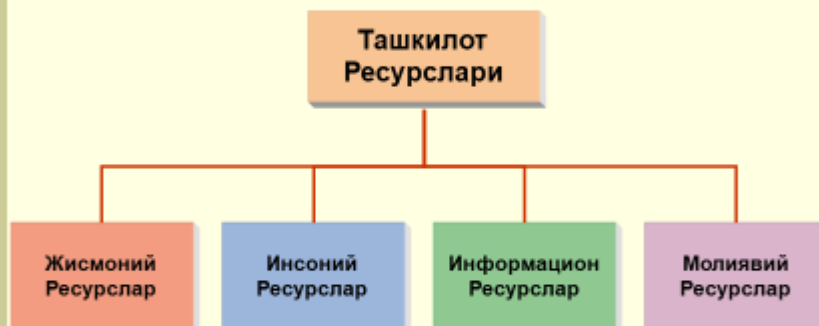 Ташкилот
Ресурслари
Жисмоний
Ресурслар
Инсоний
Ресурслар
Информацион
Ресурслар
Молиявий
Ресурслар